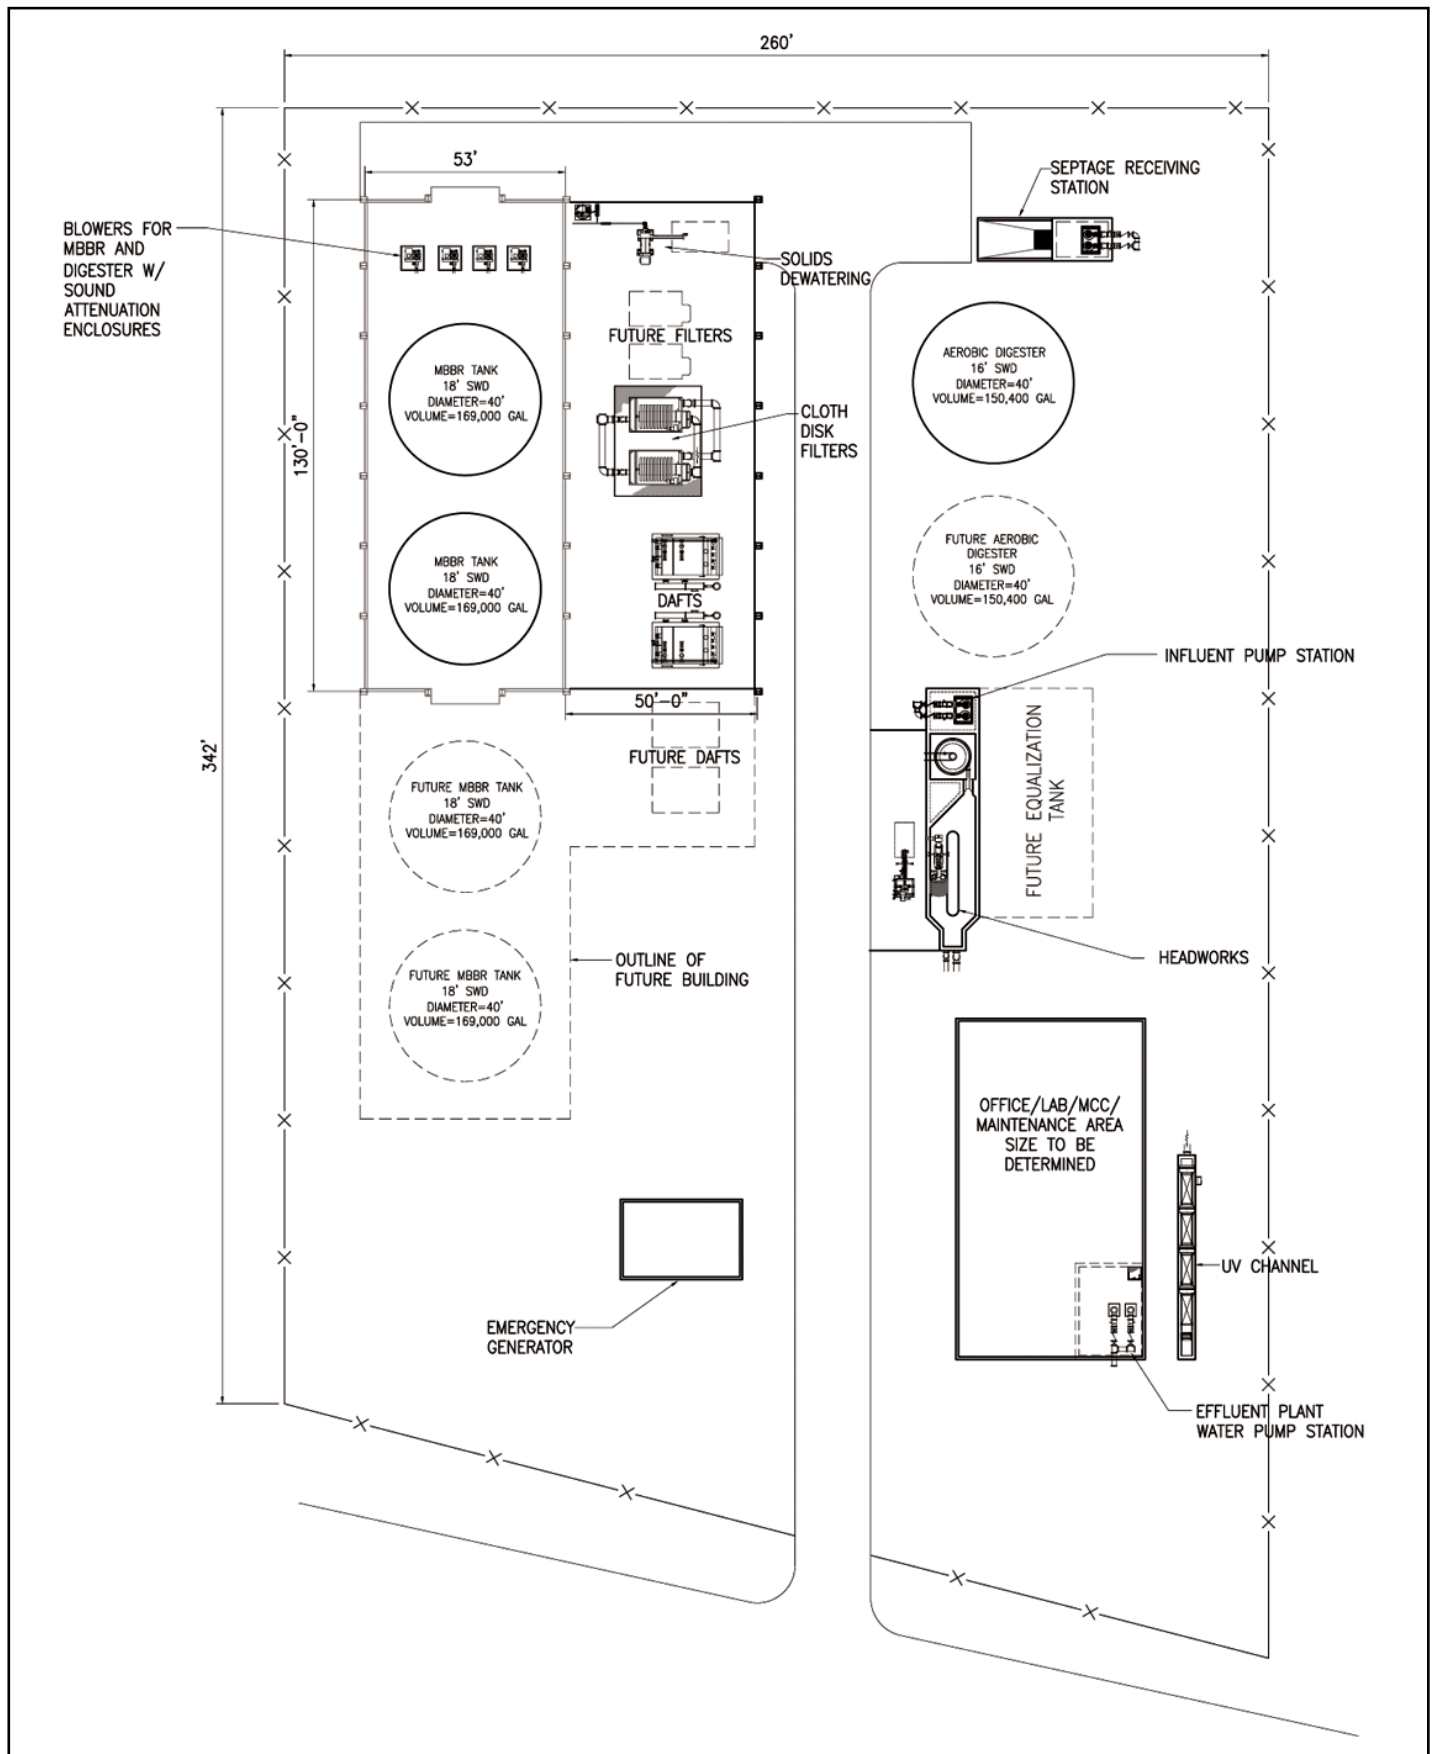 260'
53'
SEPTAGE RECEIVING
STATION
BLOWERS FOR
MBBR AND
DIGESTER W/
SOUND
ATTENUATION
ENCLOSURES
SOLIDS
DEWATERING
FUTURE FILTERS
MBBR TANK
18' SWD
DIAMETER=40'
VOLUME=169,000 GAL
AEROBIC DIGESTER
16' SWD
DIAMETER=40'
VOLUME=150,400 GAL
CLOTH
DISK
FILTERS
130'-0"
MBBR TANK
18' SWD
DIAMETER=40'
VOLUME=169,000 GAL
FUTURE AEROBIC
DIGESTER
16' SWD
DIAMETER=40'
VOLUME=150,400 GAL
DAFTS
INFLUENT PUMP STATION
50'-0"
342'
FUTURE DAFTS
FUTURE MBBR TANK
18' SWD
DIAMETER=40'
VOLUME=169,000 GAL
FUTURE EQUALIZATION
TANK
OUTLINE OF
FUTURE BUILDING
HEADWORKS
FUTURE MBBR TANK
18' SWD
DIAMETER=40'
VOLUME=169,000 GAL
OFFICE/LAB/MCC/
MAINTENANCE AREA
SIZE TO BE
DETERMINED
UV CHANNEL
EMERGENCY
GENERATOR
EFFLUENT PLANT
WATER PUMP STATION